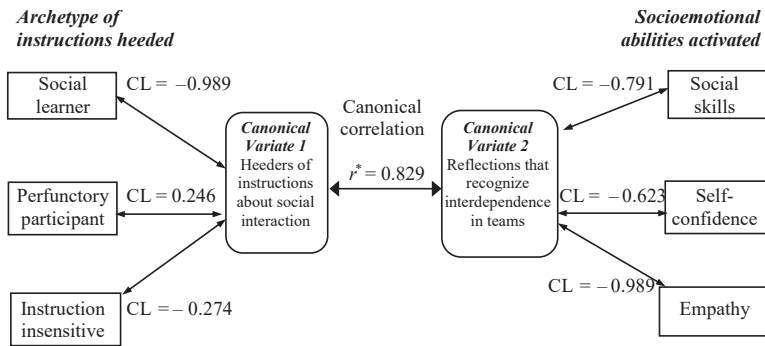 Archetype of
instructions heeded
Socioemotional
abilities activated
Social
learner
CL = −0.989
Perfunctory
participant
CL = 0.246
Instruction
insensitive
CL = − 0.274
Canonical
Variate 1
Heeders of
instructions
about social
interaction
Canonical
correlation
r* = 0.829
Canonical
Variate 2
Reflections that
recognize
interdependence
in teams
CL = −0.791
Social
skills
CL = −0.623
Self-
confidence
CL = −0.989
Empathy